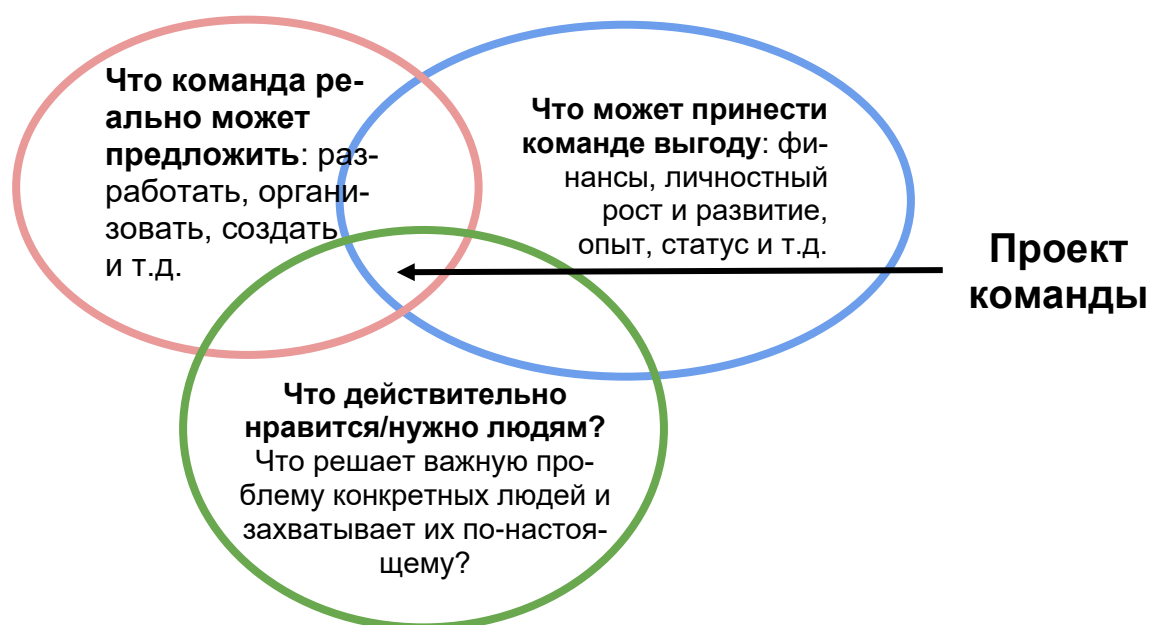 Что команда ре-
ально может
предложить: раз-
работать, органи-
зовать, создать
и т.д.
Что может принести
команде выгоду: фи-
нансы, личностный
рост и развитие,
опыт, статус и т.д.
Проект
команды
Что действительно
нравится/нужно людям?
Что решает важную про-
блему конкретных людей и
захватывает их по-настоя-
щему?